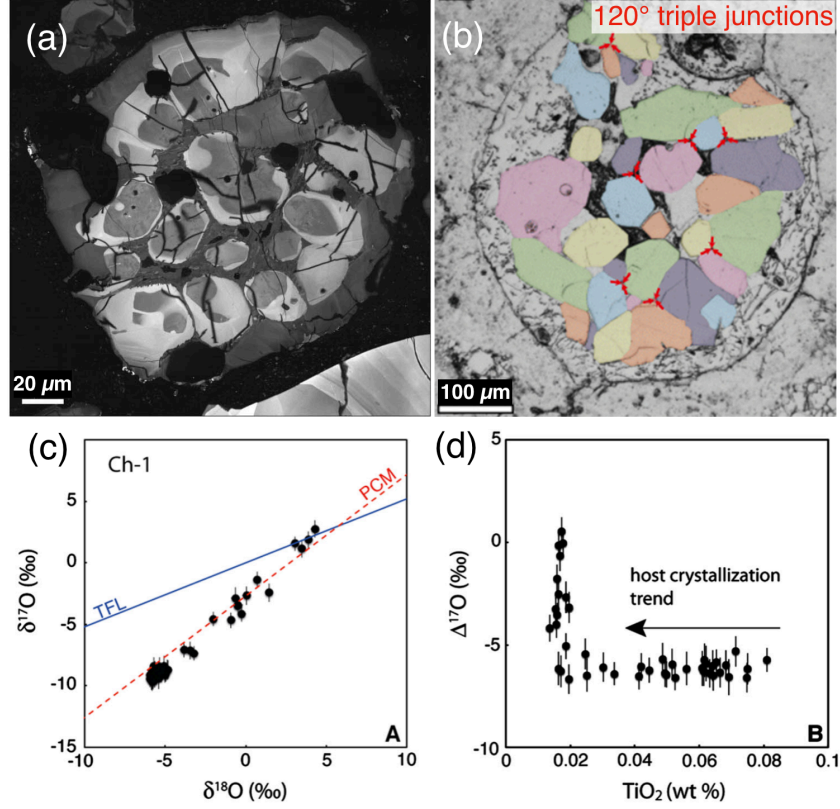 (a)
20 µm
(b)
120° triple junctions
100 µm
(c)
Ch-1
TFL
PCM
A
5
0
-5
-10
-15
-10
-5
0
5
10
δ¹⁷O (‰)
δ¹⁸O (‰)
(d)
host crystallization
trend
B
5
0
-5
-10
0
0.02
0.04
0.06
0.08
0.1
Δ¹⁷O (‰)
TiO₂ (wt %)